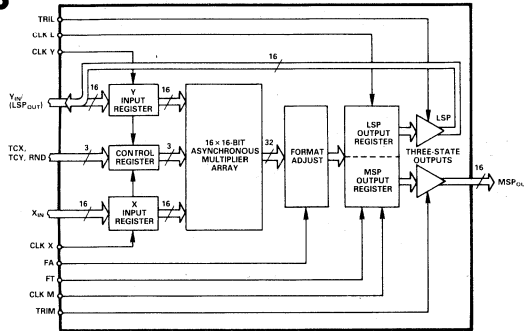 TRIL
CLK L
CLK Y
16
YIN/
(LSPOUT)
16
Y
INPUT
REGISTER
16
TCX,
TCY, RND
3
CONTROL
REGISTER
3
16 × 16-BIT
ASYNCHRONOUS
MULTIPLIER
ARRAY
32
FORMAT
ADJUST
LSP
OUTPUT
REGISTER
MSP
OUTPUT
REGISTER
LSP
THREE-STATE
OUTPUTS
16
MSPOU
XIN
16
X
INPUT
REGISTER
16
CLK X
FA
FT
CLK M
TRIM